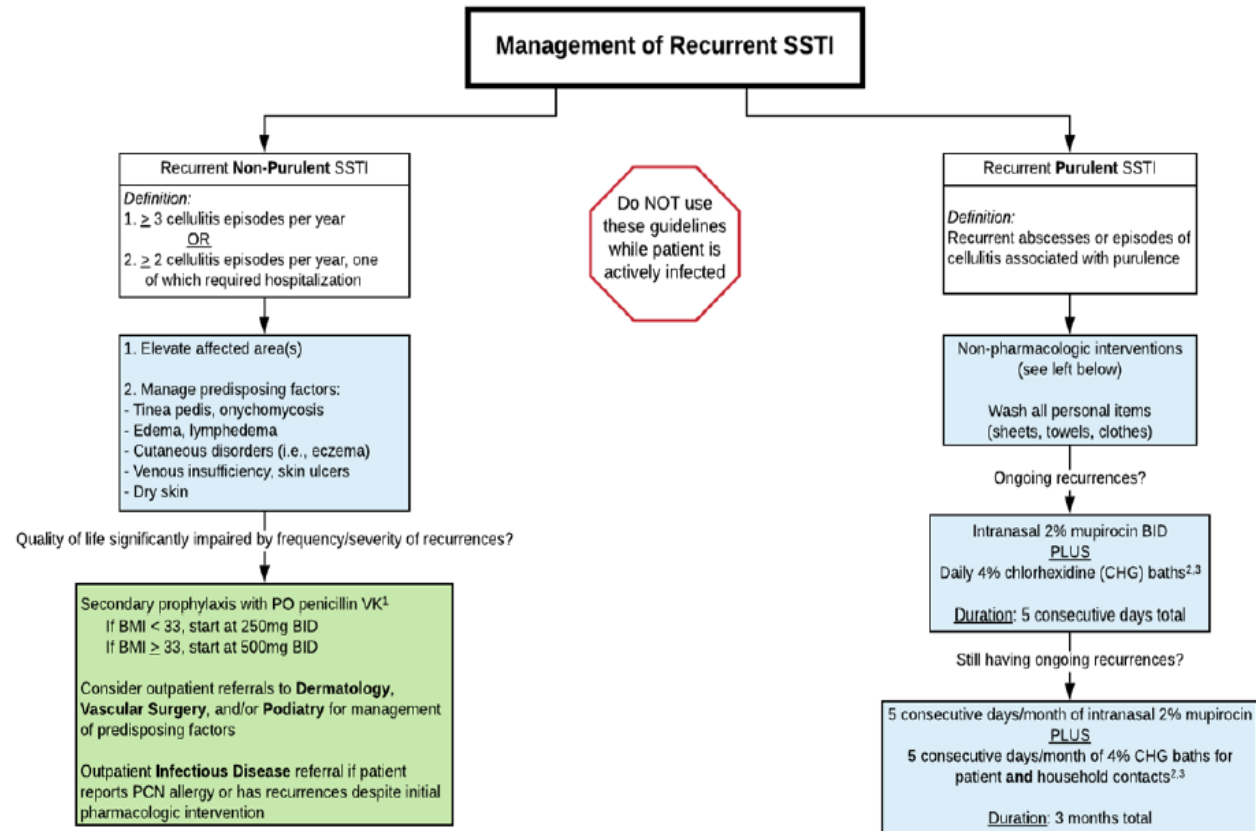 Management of Recurrent SSTI
Recurrent Non-Purulent SSTI
Definition:
1. ≥ 3 cellulitis episodes per year
OR
2. ≥ 2 cellulitis episodes per year, one
of which required hospitalization
1. Elevate affected area(s)
2. Manage predisposing factors:
- Tinea pedis, onychomycosis
- Edema, lymphedema
- Cutaneous disorders (i.e., eczema)
- Venous insufficiency, skin ulcers
- Dry skin
Quality of life significantly impaired by frequency/severity of recurrences?
Secondary prophylaxis with PO penicillin VK¹
If BMI < 33, start at 250mg BID
If BMI ≥ 33, start at 500mg BID
Consider outpatient referrals to Dermatology,
Vascular Surgery, and/or Podiatry for management
of predisposing factors
Outpatient Infectious Disease referral if patient
reports PCN allergy or has recurrences despite initial
pharmacologic intervention
Do NOT use
these guidelines
while patient is
actively infected
Recurrent Purulent SSTI
Definition:
Recurrent abscesses or episodes of
cellulitis associated with purulence
Non-pharmacologic interventions
(see left below)
Wash all personal items
(sheets, towels, clothes)
Ongoing recurrences?
Intranasal 2% mupirocin BID
PLUS
Daily 4% chlorhexidine (CHG) baths²,³
Duration: 5 consecutive days total
Still having ongoing recurrences?
5 consecutive days/month of intranasal 2% mupirocin
PLUS
5 consecutive days/month of 4% CHG baths for
patient and household contacts²,³
Duration: 3 months total